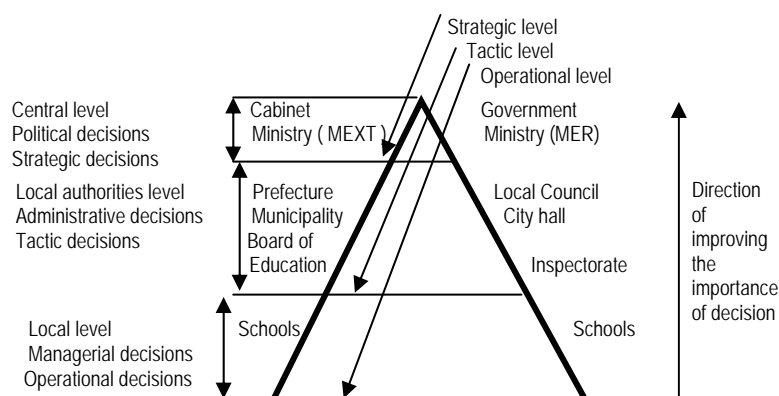 Strategic level
Tactic level
Operational level
Central level
Political decisions
Strategic decisions
Cabinet
Ministry ( MEXT )
Government
Ministry (MER)
Local authorities level
Administrative decisions
Tactic decisions
Prefecture
Municipality
Board of
Education
Local Council
City hall
Inspectorate
Direction
of
improving
the
importance
of decision
Local level
Managerial decisions
Operational decisions
Schools
Schools